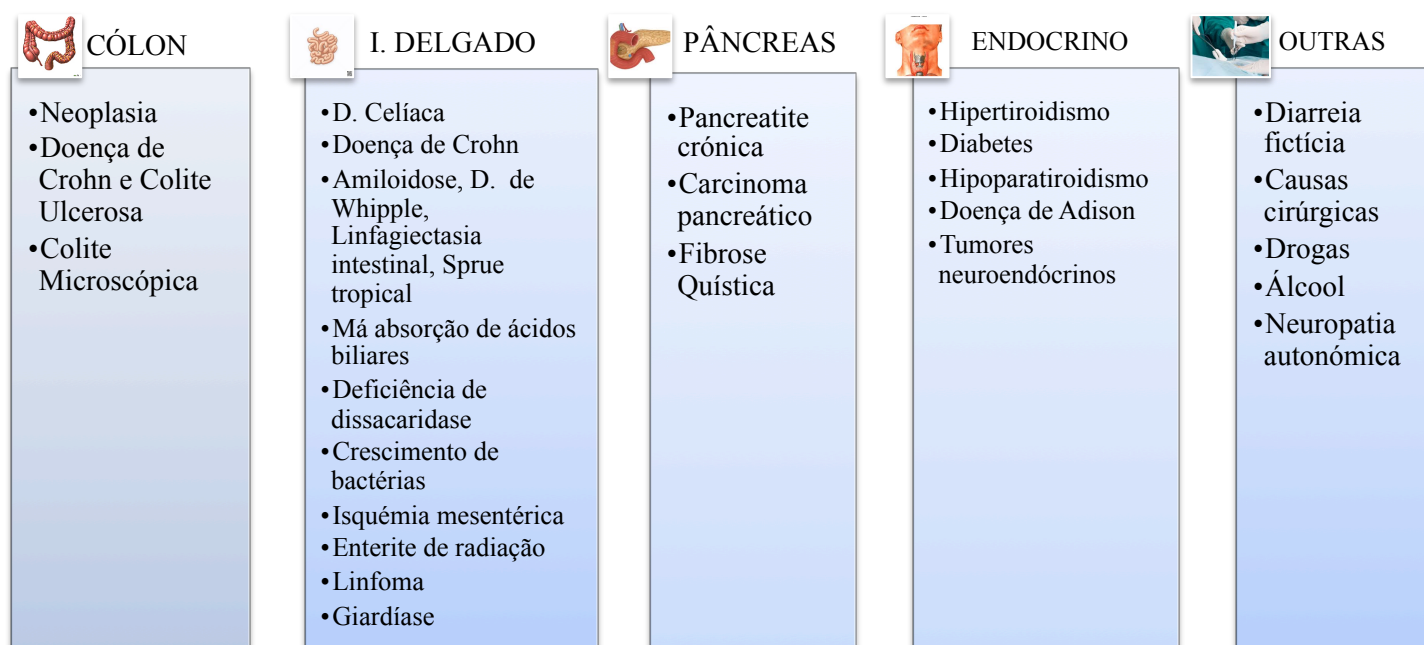 CÓLON
•Neoplasia
•Doença de
Crohn e Colite
Ulcerosa
•Colite
Microscópica
I. DELGADO
•D. Celíaca
•Doença de Crohn
•Amiloidose, D. de
Whipple,
Linfagiectasia
intestinal, Sprue
tropical
•Má absorção de ácidos
biliares
•Deficiência de
dissacaridase
•Crescimento de
bactérias
•Isquémia mesentérica
•Enterite de radiação
•Linfoma
•Giardíase
PÂNCREAS
•Pancreatite
crónica
•Carcinoma
pancreático
•Fibrose
Quística
ENDOCRINO
•Hipertiroidismo
•Diabetes
•Hipoparatiroidismo
•Doença de Adison
•Tumores
neuroendócrinos
OUTRAS
•Diarreia
fictícia
•Causas
cirúrgicas
•Drogas
•Álcool
•Neuropatia
autonómica